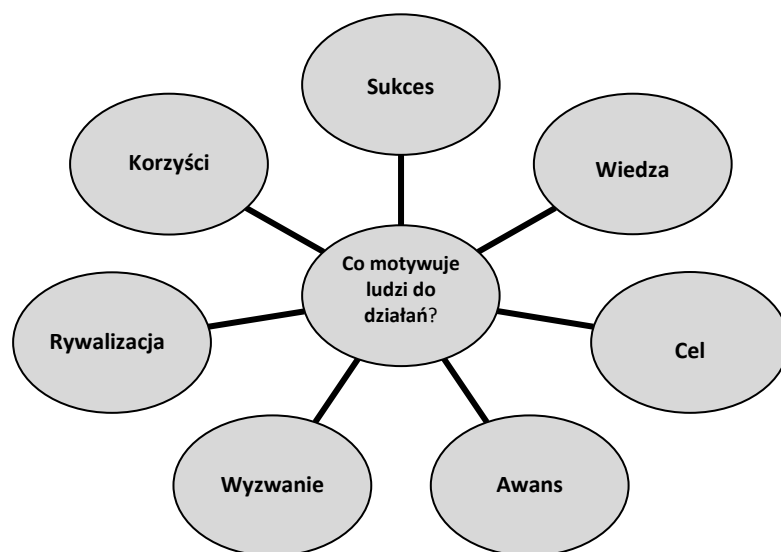 Sukces
Korzyści
Wiedza
Co motywuje
ludzi do
działań?
Rywalizacja
Cel
Wyzwanie
Awans